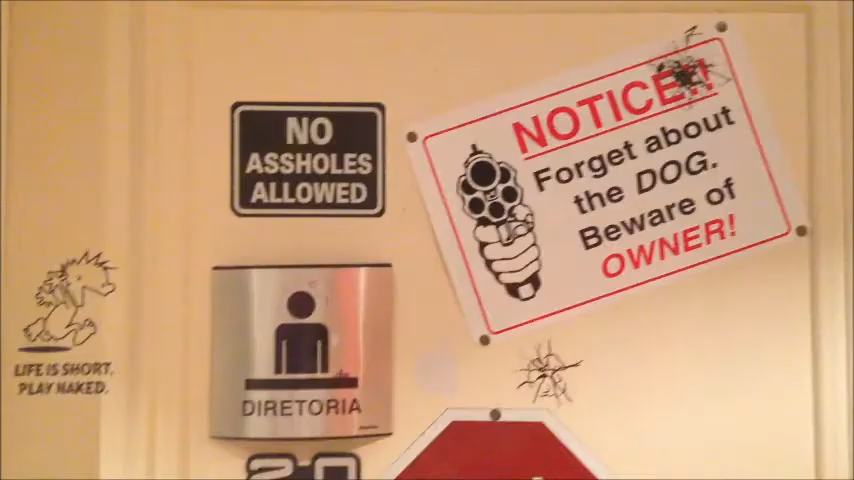 NO
ASSHOLES
ALLOWED
NOTICE!!
Forget about
the DOG.
Beware of
OWNER!
LIFE IS SHORT.
PLAY NAKED.
DIRETORIA